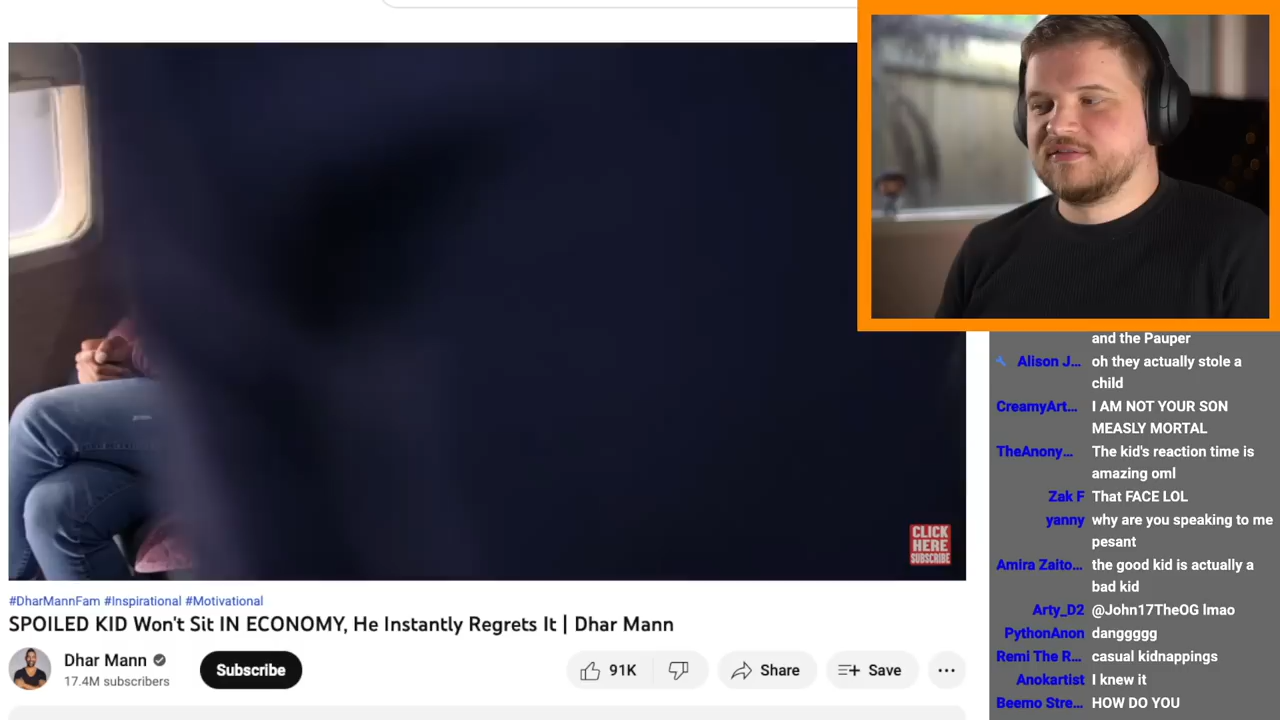 CLICK
HERE
SUBSCRIBE
#DharMannFam #Inspirational #Motivational
SPOILED KID Won't Sit IN ECONOMY, He Instantly Regrets It | Dhar Mann
Dhar Mann
17.4M subscribers
Subscribe
91K
Share
Save
and the Pauper
Alison J... oh they actually stole a
child
CreamyArt... I AM NOT YOUR SON
MEASLY MORTAL
TheAnony... The kid's reaction time is
amazing oml
Zak F That FACE LOL
yanny why are you speaking to me
pesant
Amira Zaito... the good kid is actually a
bad kid
Arty_D2 @John17TheOG lmao
PythonAnon danggggg
Remi The R... casual kidnappings
Anokartist I knew it
Beemo Stre... HOW DO YOU